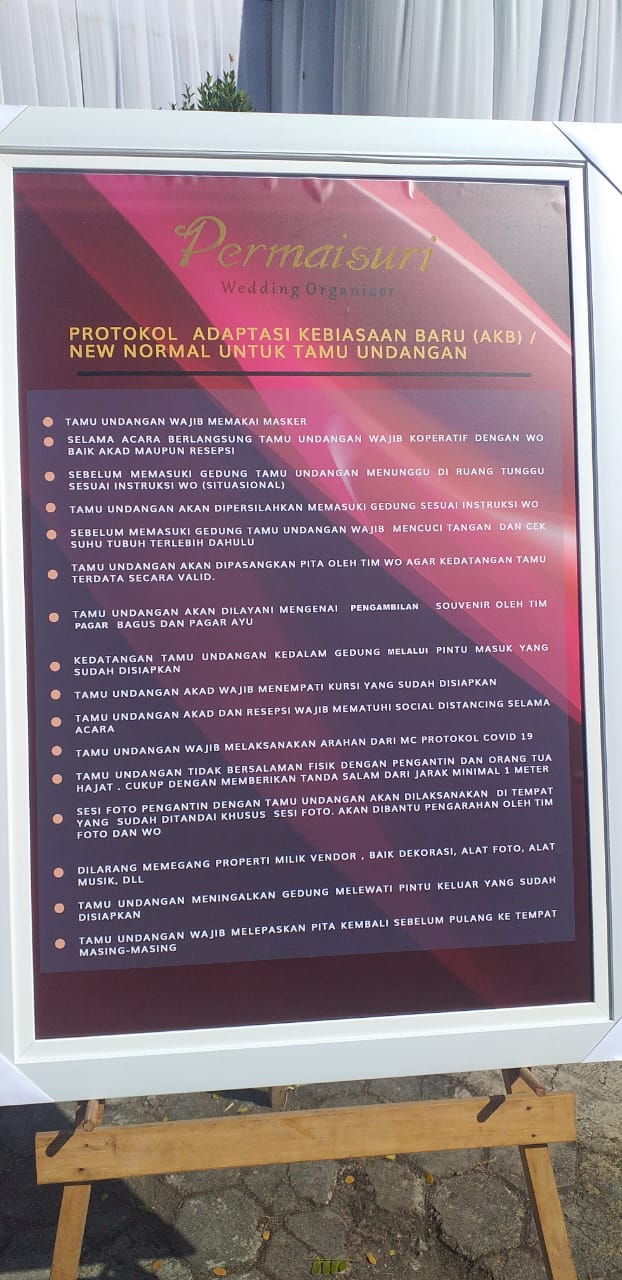 Permaisuri
Wedding Organizer
PROTOKOL ADAPTASI KEBIASAAN BARU (AKB) /
NEW NORMAL UNTUK TAMU UNDANGAN
TAMU UNDANGAN WAJIB MEMAKAI MASKER
SELAMA ACARA BERLANGSUNG TAMU UNDANGAN WAJIB KOPERATIF DENGAN WO
BAIK AKAD MAUPUN RESEPSI
SEBELUM MEMASUKI GEDUNG TAMU UNDANGAN MENUNGGU DI RUANG TUNGGU
SESUAI INSTRUKSI WO (SITUASIONAL)
TAMU UNDANGAN AKAN DIPERSILAHKAN MEMASUKI GEDUNG SESUAI INSTRUKSI WO
SEBELUM MEMASUKI GEDUNG TAMU UNDANGAN WAJIB MENCUCI TANGAN DAN CEK
SUHU TUBUH TERLEBIH DAHULU
TAMU UNDANGAN AKAN DIPASANGKAN PITA OLEH TIM WO AGAR KEDATANGAN TAMU
TERDATA SECARA VALID.
TAMU UNDANGAN AKAN DILAYANI MENGENAI PENGAMBILAN SOUVENIR OLEH TIM
PAGAR BAGUS DAN PAGAR AYU
KEDATANGAN TAMU UNDANGAN KEDALAM GEDUNG MELALUI PINTU MASUK YANG
SUDAH DISIAPKAN
TAMU UNDANGAN AKAD WAJIB MENEMPATI KURSI YANG SUDAH DISIAPKAN
TAMU UNDANGAN AKAD DAN RESEPSI WAJIB MEMATUHI SOCIAL DISTANCING SELAMA
ACARA
TAMU UNDANGAN WAJIB MELAKSANAKAN ARAHAN DARI MC PROTOKOL COVID 19
TAMU UNDANGAN TIDAK BERSALAMAN FISIK DENGAN PENGANTIN DAN ORANG TUA
HAJAT . CUKUP DENGAN MEMBERIKAN TANDA SALAM DARI JARAK MINIMAL 1 METER
SESI FOTO PENGANTIN DENGAN TAMU UNDANGAN AKAN DILAKSANAKAN DI TEMPAT
YANG SUDAH DITANDAI KHUSUS SESI FOTO. AKAN DIBANTU PENGARAHAN OLEH TIM
FOTO DAN WO
DILARANG MEMEGANG PROPERTI MILIK VENDOR , BAIK DEKORASI, ALAT FOTO, ALAT
MUSIK, DLL
TAMU UNDANGAN MENINGALKAN GEDUNG MELEWATI PINTU KELUAR YANG SUDAH
DISIAPKAN
TAMU UNDANGAN WAJIB MELEPASKAN PITA KEMBALI SEBELUM PULANG KE TEMPAT
MASING-MASING